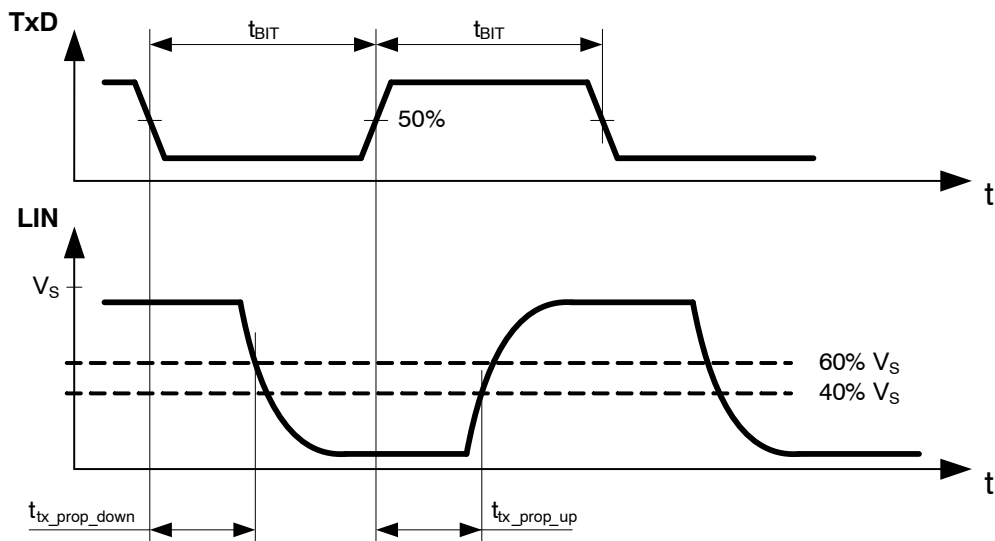 TxD
tBIT
tBIT
50%
t
LIN
VS
60% VS
40% VS
t
ttx_prop_down
ttx_prop_up